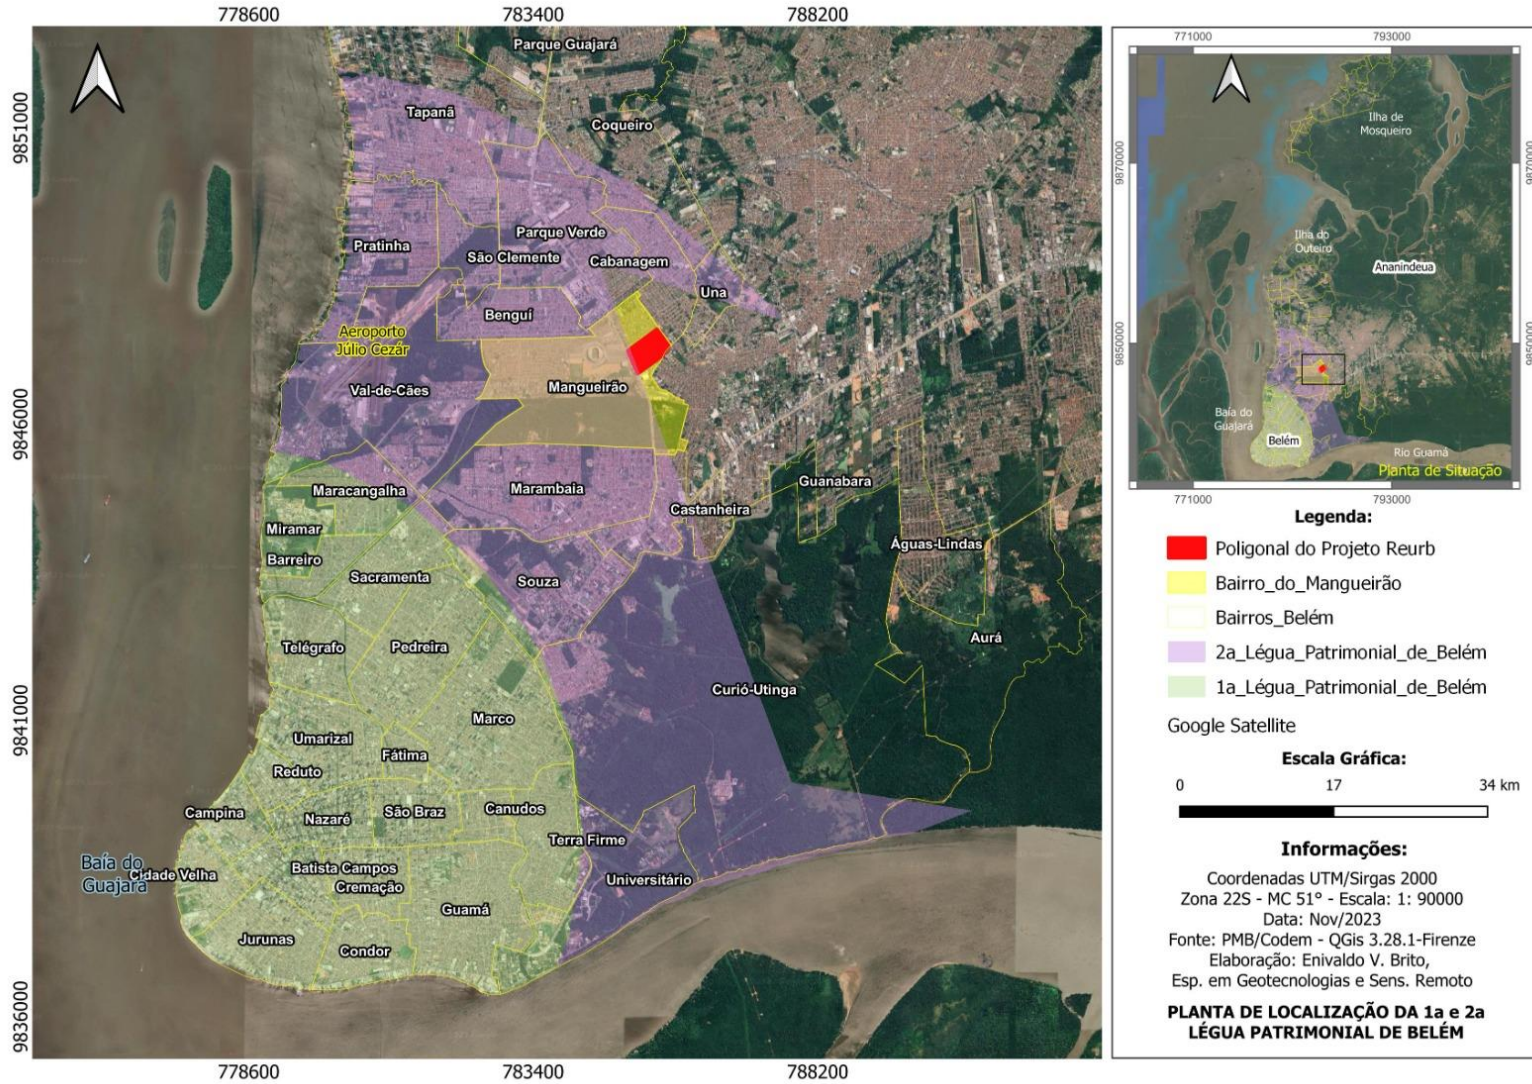 778600
783400
788200
9851000
9846000
9841000
9836000
Parque Guajará
Tapanã
Coqueiro
Parque Verde
Pratinha
São Clemente
Cabanagem
Una
Benguí
Aeroporto
Júlio Cezár
Val-de-Cães
Mangueirão
Maracangalha
Marambaia
Guanabara
Castanheira
Miramar
Águas-Lindas
Barreiro
Sacramenta
Souza
Telégrafo
Pedreira
Aurá
Curió-Utinga
Marco
Umarizal
Fátima
Reduto
Campina
Nazaré
São Braz
Canudos
Terra Firme
Baía do
Guajará
Cidade Velha
Batista Campos
Cremação
Universitário
Guamá
Jurunas
Condor
778600
783400
788200
771000
793000
9870000
9870000
9850000
9850000
Ilha de
Mosqueiro
Ilha do
Outeiro
Ananindeua
Baía do
Guajará
Belém
Rio Guamá
Planta de Situação
771000
793000
Legenda:
Poligonal do Projeto Reurb
Bairro_do_Mangueirão
Bairros_Belém
2a_Légua_Patrimonial_de_Belém
1a_Légua_Patrimonial_de_Belém
Google Satellite
Escala Gráfica:
0 17 34 km
Informações:
Coordenadas UTM/Sirgas 2000
Zona 22S - MC 51° - Escala: 1: 90000
Data: Nov/2023
Fonte: PMB/Codem - QGis 3.28.1-Firenze
Elaboração: Enivaldo V. Brito,
Esp. em Geotecnologias e Sens. Remoto
PLANTA DE LOCALIZAÇÃO DA 1a e 2a
LÉGUA PATRIMONIAL DE BELÉM